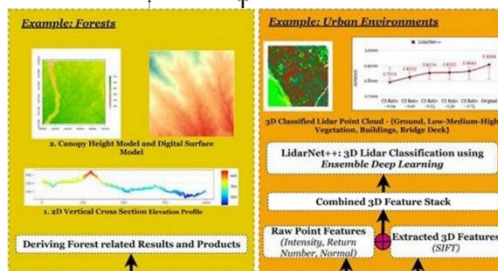 Example: Forests
2. Canopy Height Model and Digital Surface
Model
1. 2D Vertical Cross Section Elevation Profile
Deriving Forest related Results and Products
Example: Urban Environments
LidarNet++
3D Classified Lidar Point Cloud - {Ground, Low-Medium-High
Vegetation, Buildings, Bridge Deck}
LidarNet++: 3D Lidar Classification using
Ensemble Deep Learning
Combined 3D Feature Stack
Raw Point Features
(Intensity, Return
Number, Normal)
Extracted 3D Features
(SIFT)